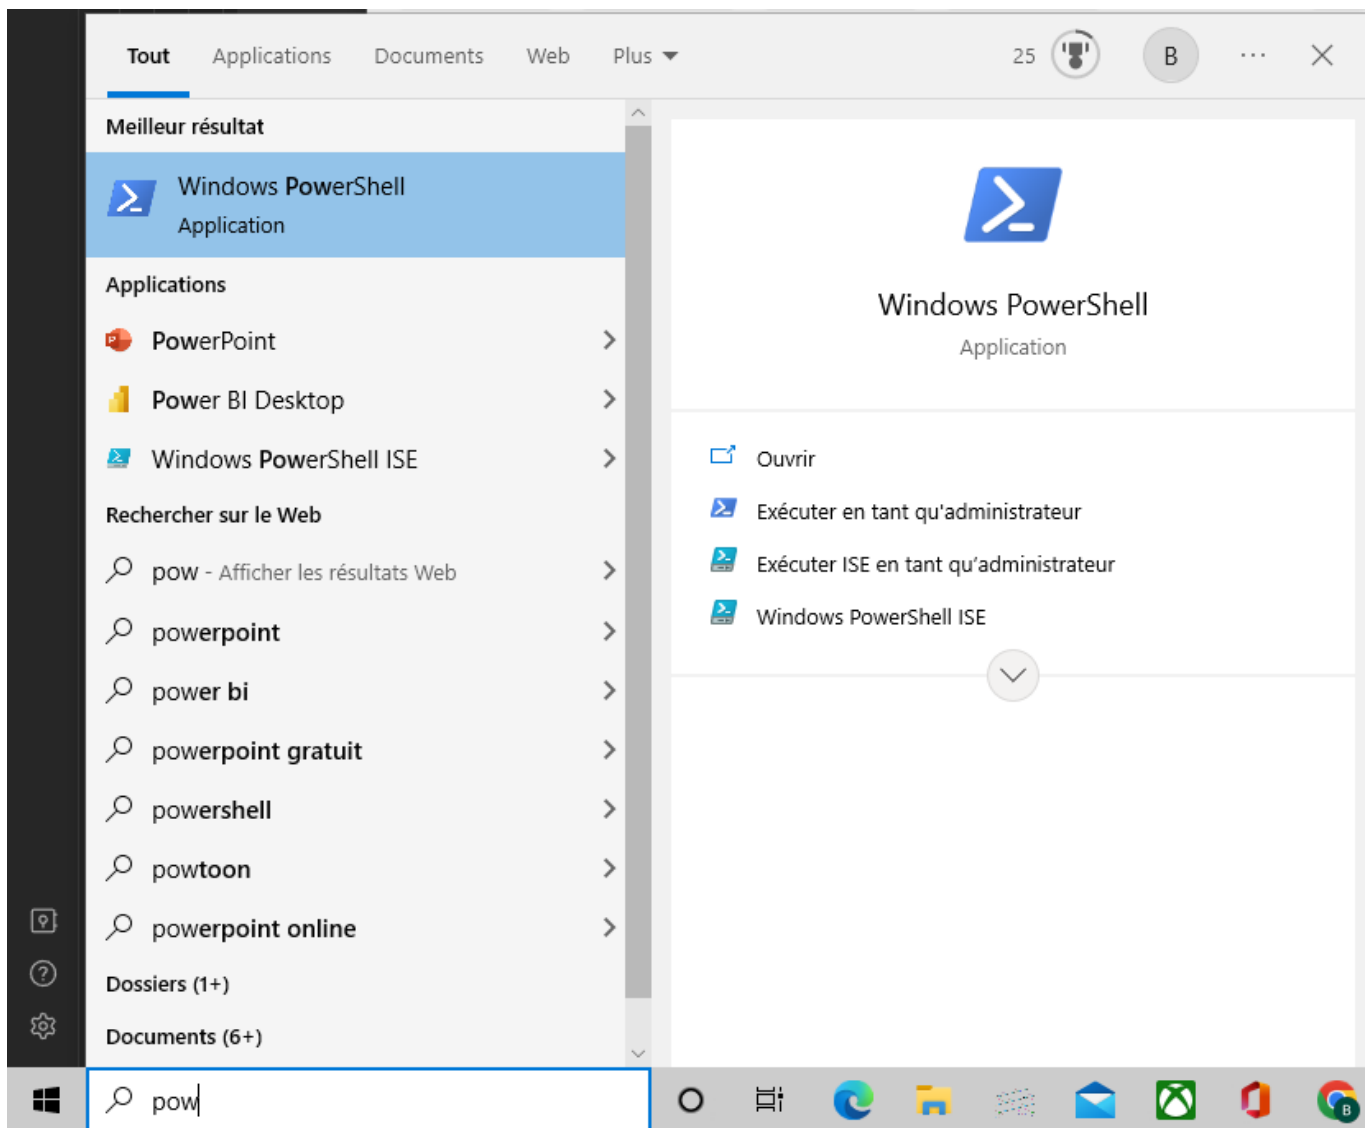 Tout Applications Documents Web Plus 25 B ...
Meilleur résultat
Windows PowerShell
Application
Applications
PowerPoint
Power BI Desktop
Windows PowerShell ISE
Rechercher sur le Web
pow - Afficher les résultats Web
powerpoint
power bi
powerpoint gratuit
powershell
powtoon
powerpoint online
Dossiers (1+)
Documents (6+)
Windows PowerShell
Application
Ouvrir
Exécuter en tant qu'administrateur
Exécuter ISE en tant qu’administrateur
Windows PowerShell ISE
pow
B